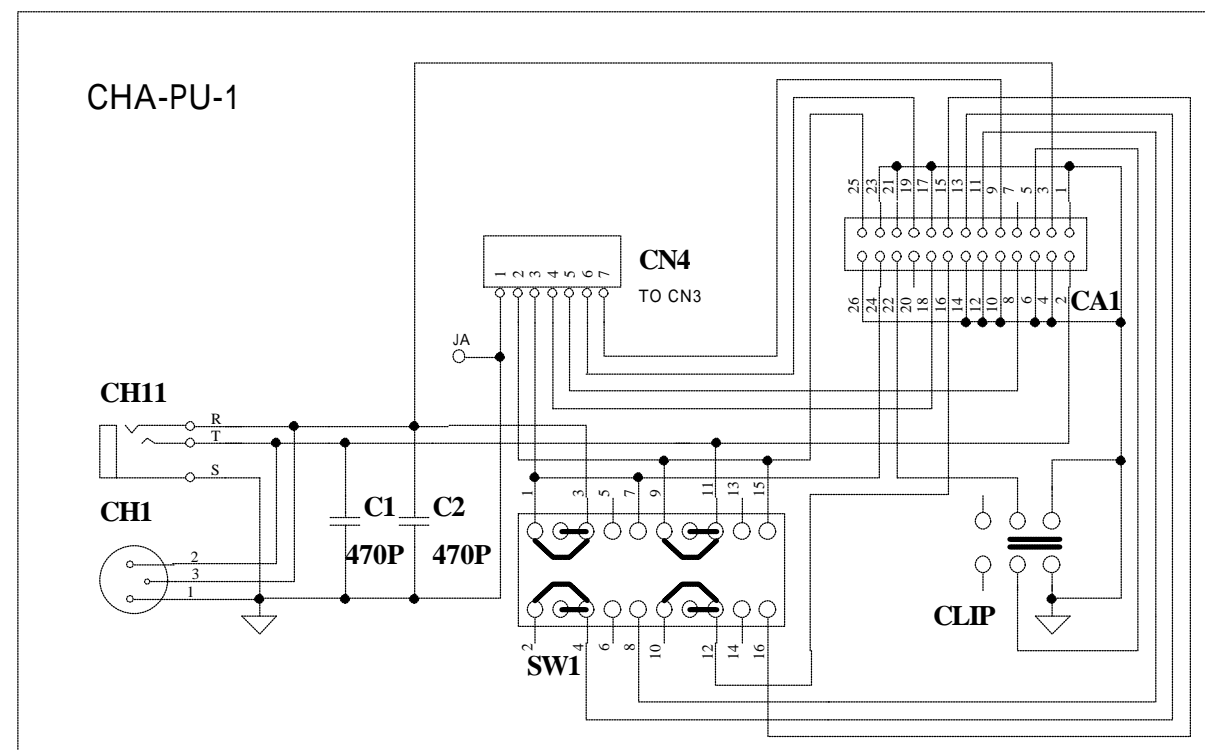 CHA-PU-1
25 23 21 19 17 15 13 11 9 7 5 3 1
CN4
1 2 3 4 5 6 7
TO CN3
26 24 22 20 18 16 14 12 10 8 6 4 2
CA1
JA
CH11
R
T
S
1 3 5 7 9 11 13 15
CH1
C1
C2
470P
470P
2
3
1
CLIP
2 4 6 8 10 12 14 16
SW1